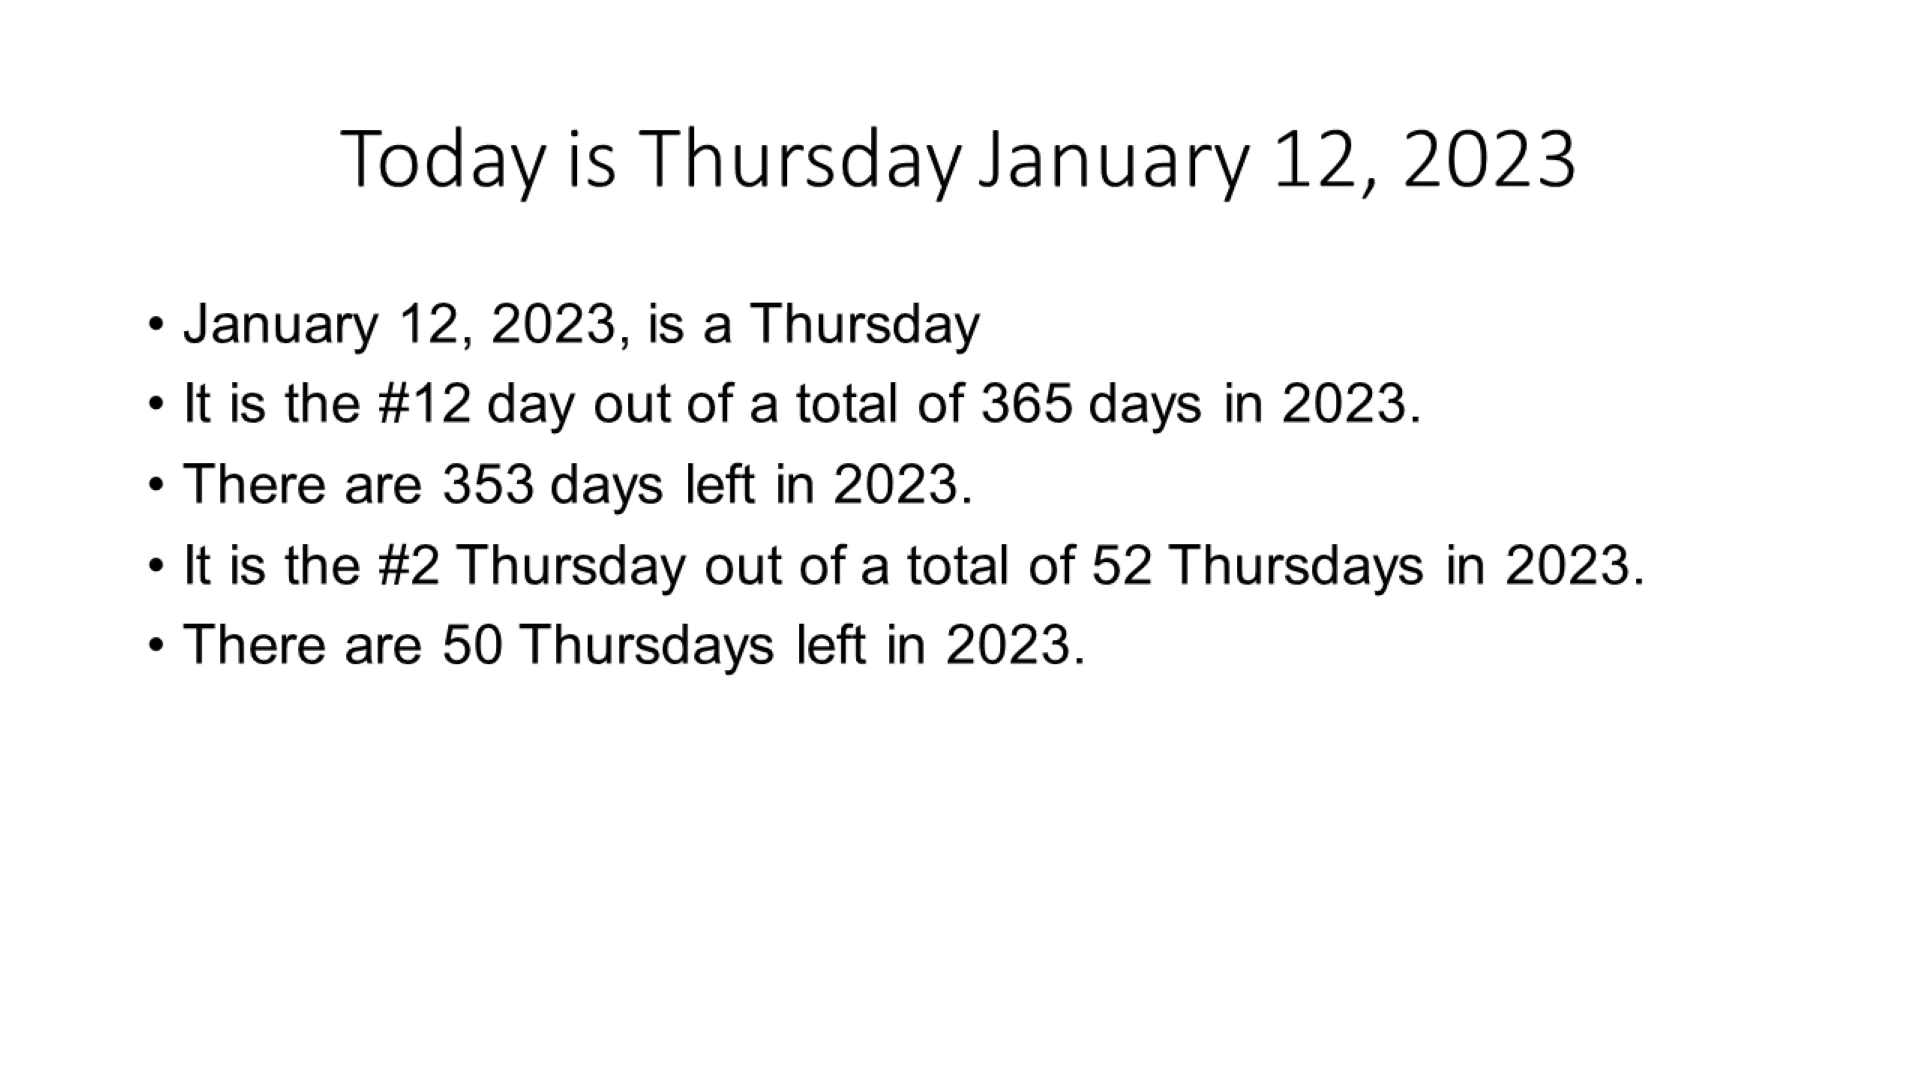 Today is Thursday January 12, 2023
• January 12, 2023, is a Thursday
• It is the #12 day out of a total of 365 days in 2023.
• There are 353 days left in 2023.
• It is the #2 Thursday out of a total of 52 Thursdays in 2023.
• There are 50 Thursdays left in 2023.